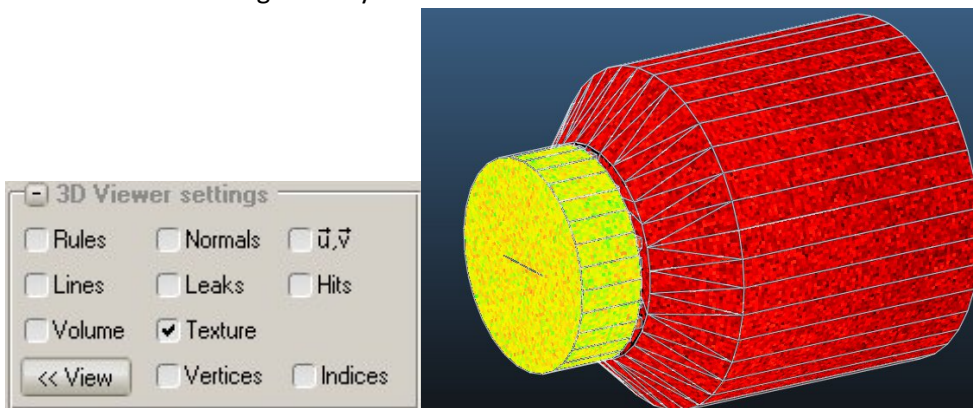 3D Viewer settings
Rules Normals u⃗,v⃗
Lines Leaks Hits
Volume Texture
<< View Vertices Indices